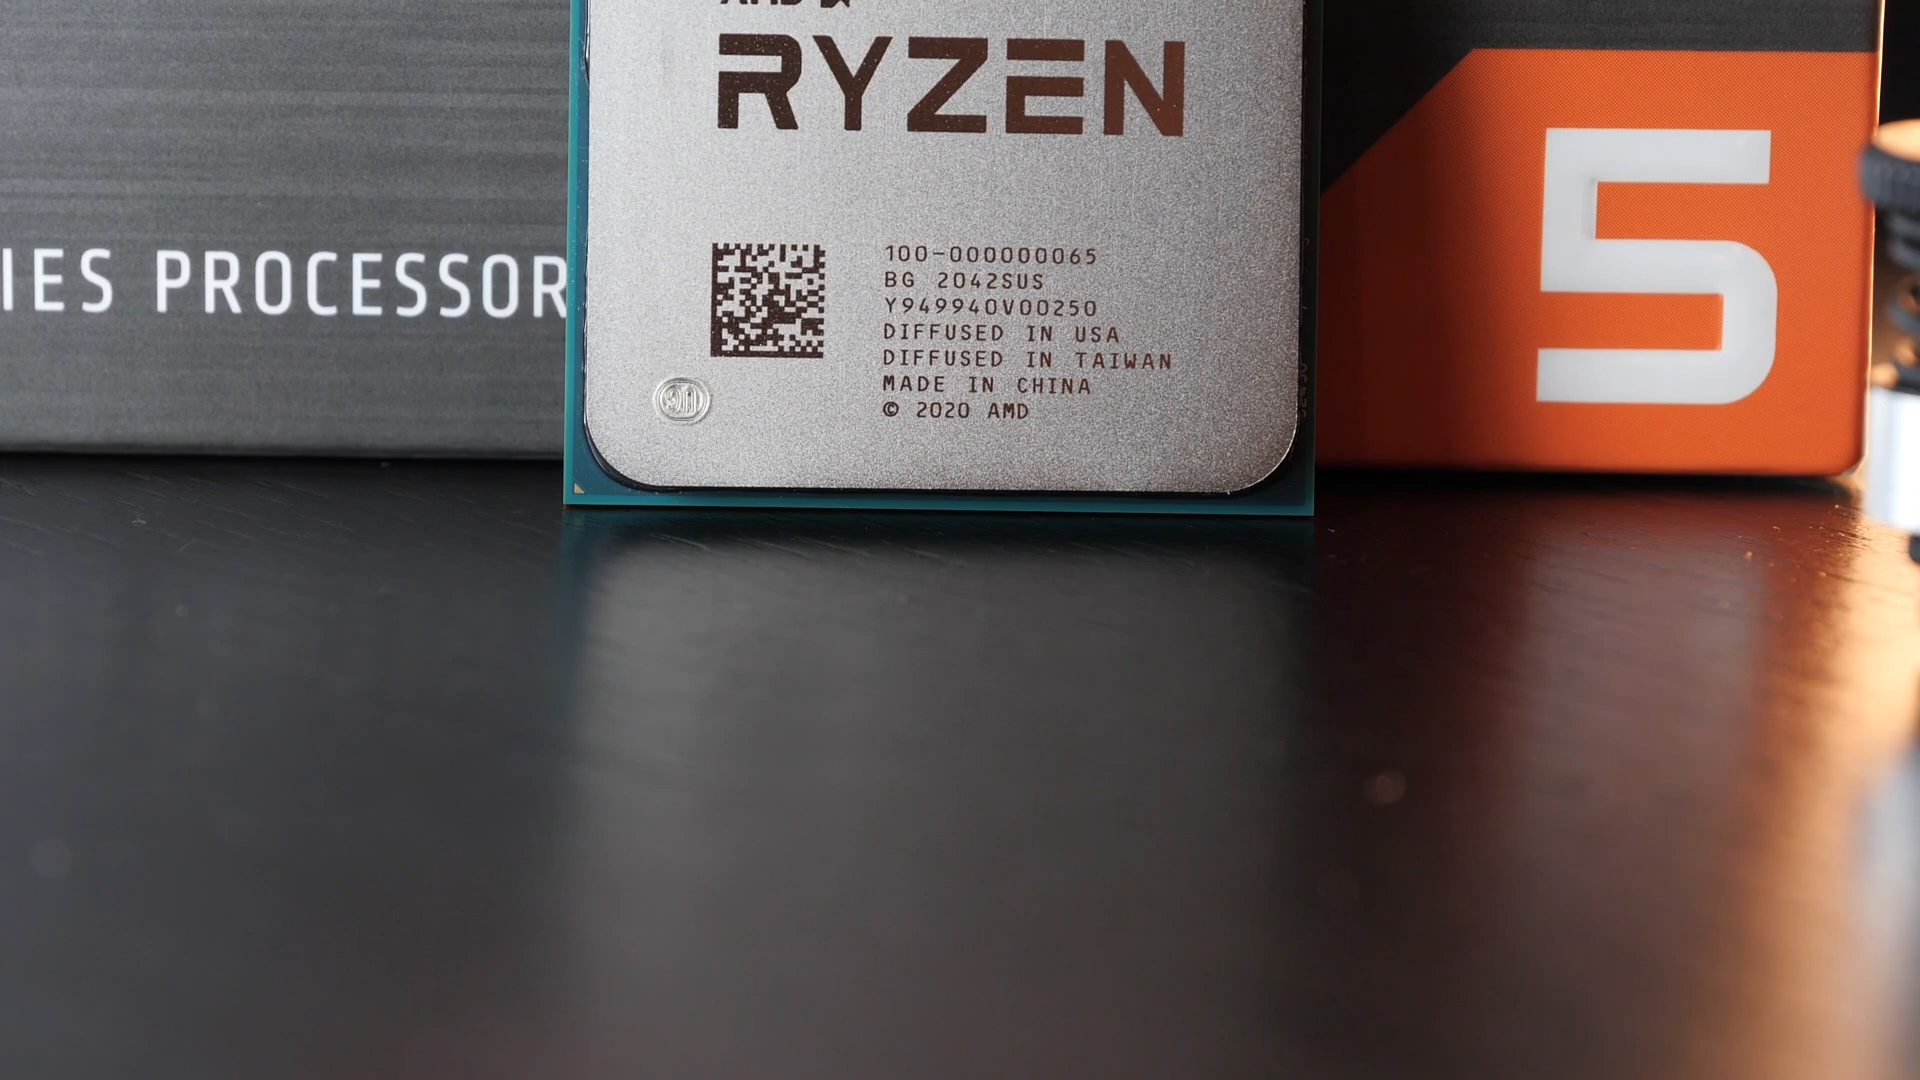 AMD
RYZEN
IES PROCESSOR
5
100-000000065
BG 2042SUS
Y949940V00250
DIFFUSED IN USA
DIFFUSED IN TAIWAN
MADE IN CHINA
© 2020 AMD